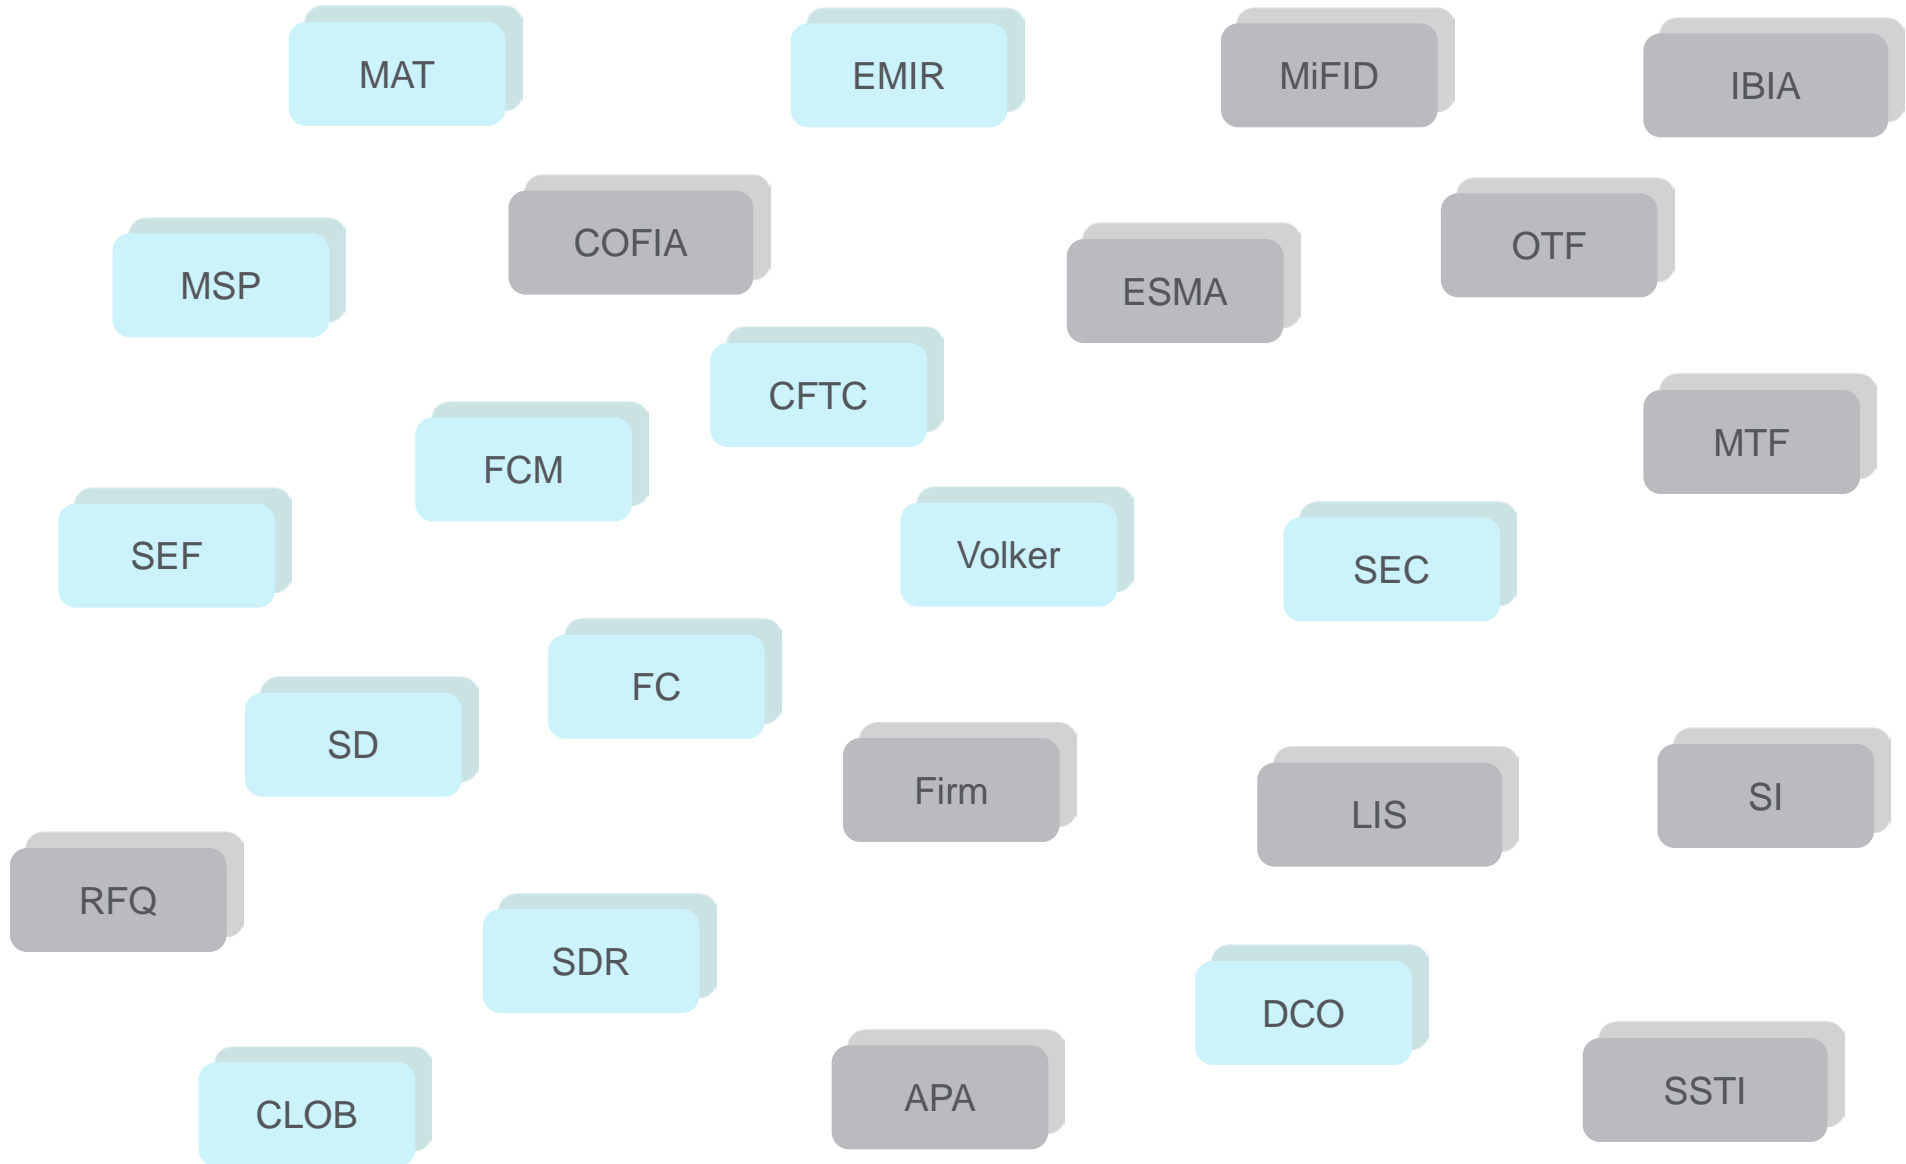 MAT
EMIR
MiFID
IBIA
COFIA
OTF
MSP
ESMA
CFTC
MTF
FCM
SEF
Volker
SEC
FC
SD
Firm
SI
LIS
RFQ
SDR
DCO
SSTI
APA
CLOB